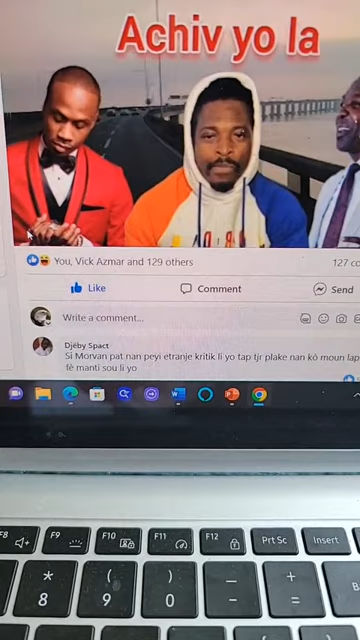 Achiv yo la
You, Vick Azmar and 129 others
127 co
Like
Comment
Send
Write a comment...
Djéby Spact
Si Morvan pat nan peyi etranje kritik li yo tap tjr plake nan kò moun lap
fè manti sou li yo
F8
F9
F10
F11
F12
Prt Sc
Insert
*
8
(
9
)
0
_
-
+
=
Ba